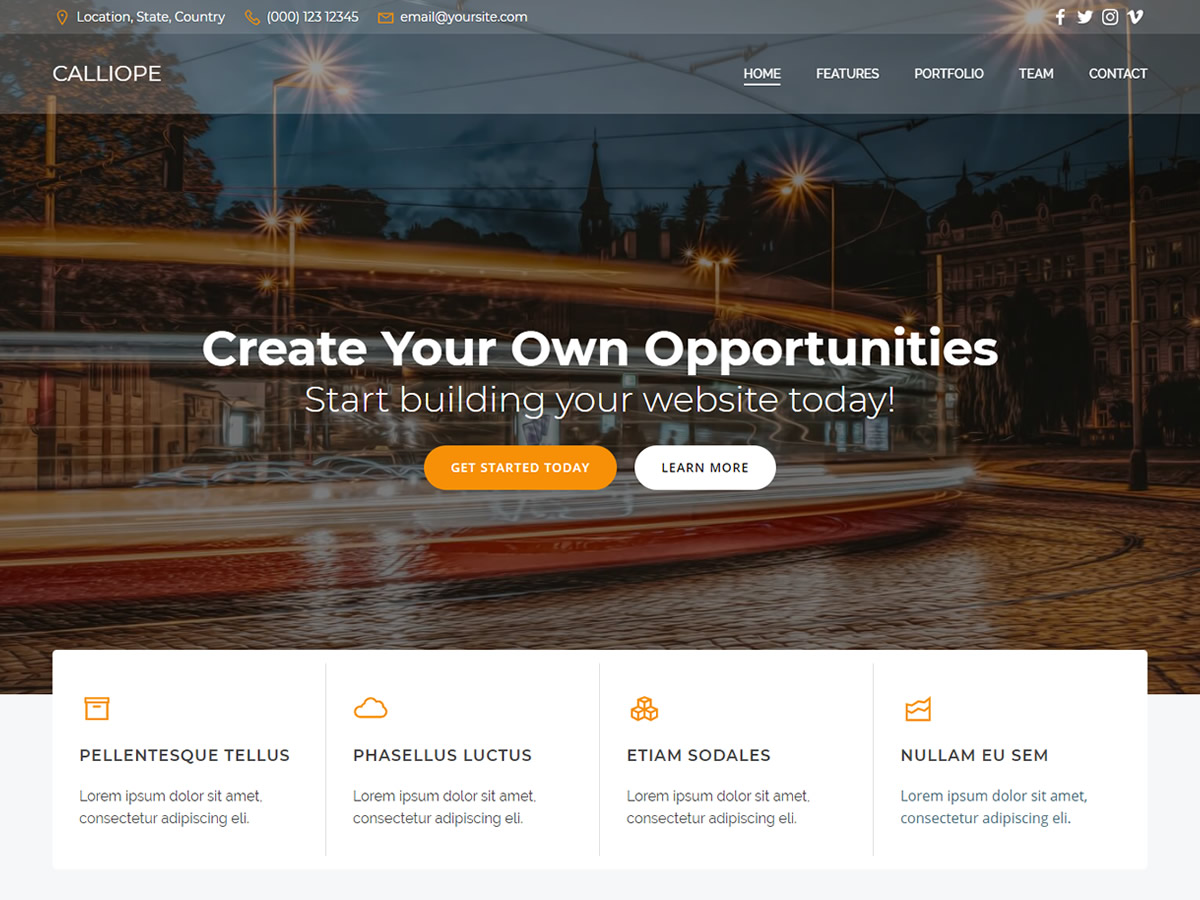 Location, State, Country (000) 123 12345 email@yoursite.com
CALLIOPE
HOME FEATURES PORTFOLIO TEAM CONTACT
Create Your Own Opportunities
Start building your website today!
GET STARTED TODAY LEARN MORE
PELLENTESQUE TELLUS
Lorem ipsum dolor sit amet,
consectetur adipiscing eli.
PHASELLUS LUCTUS
Lorem ipsum dolor sit amet,
consectetur adipiscing eli.
ETIAM SODALES
Lorem ipsum dolor sit amet,
consectetur adipiscing eli.
NULLAM EU SEM
Lorem ipsum dolor sit amet,
consectetur adipiscing eli.